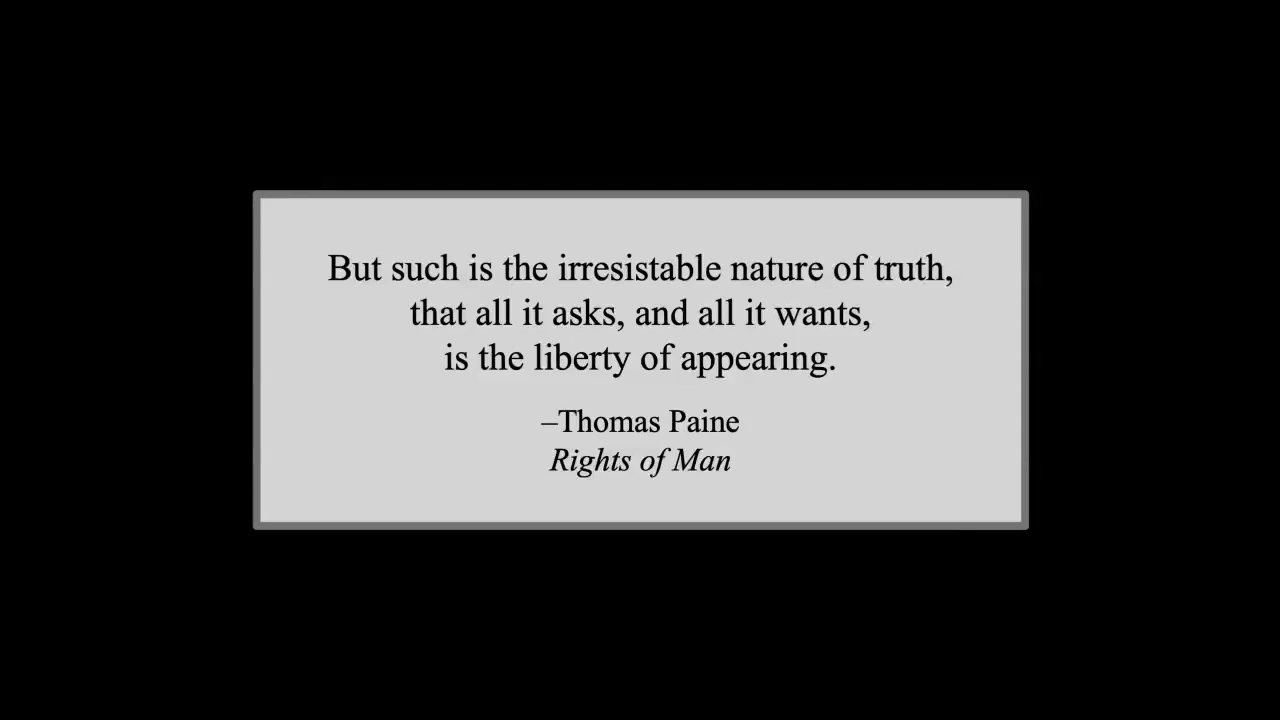 But such is the irresistable nature of truth,
that all it asks, and all it wants,
is the liberty of appearing.
–Thomas Paine
Rights of Man